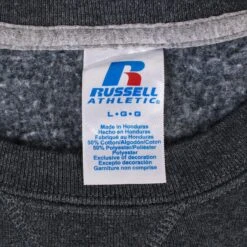 RUSSELL
ATHLETIC
L•G•G
Made in Honduras
Hecho en Honduras
Fabriqué en Honduras
50% Cotton/Algodón/Coton
50% Polyester/Poliéster
Polyester
Exclusive of decoration
Excepto decoración
Garniture non comprise